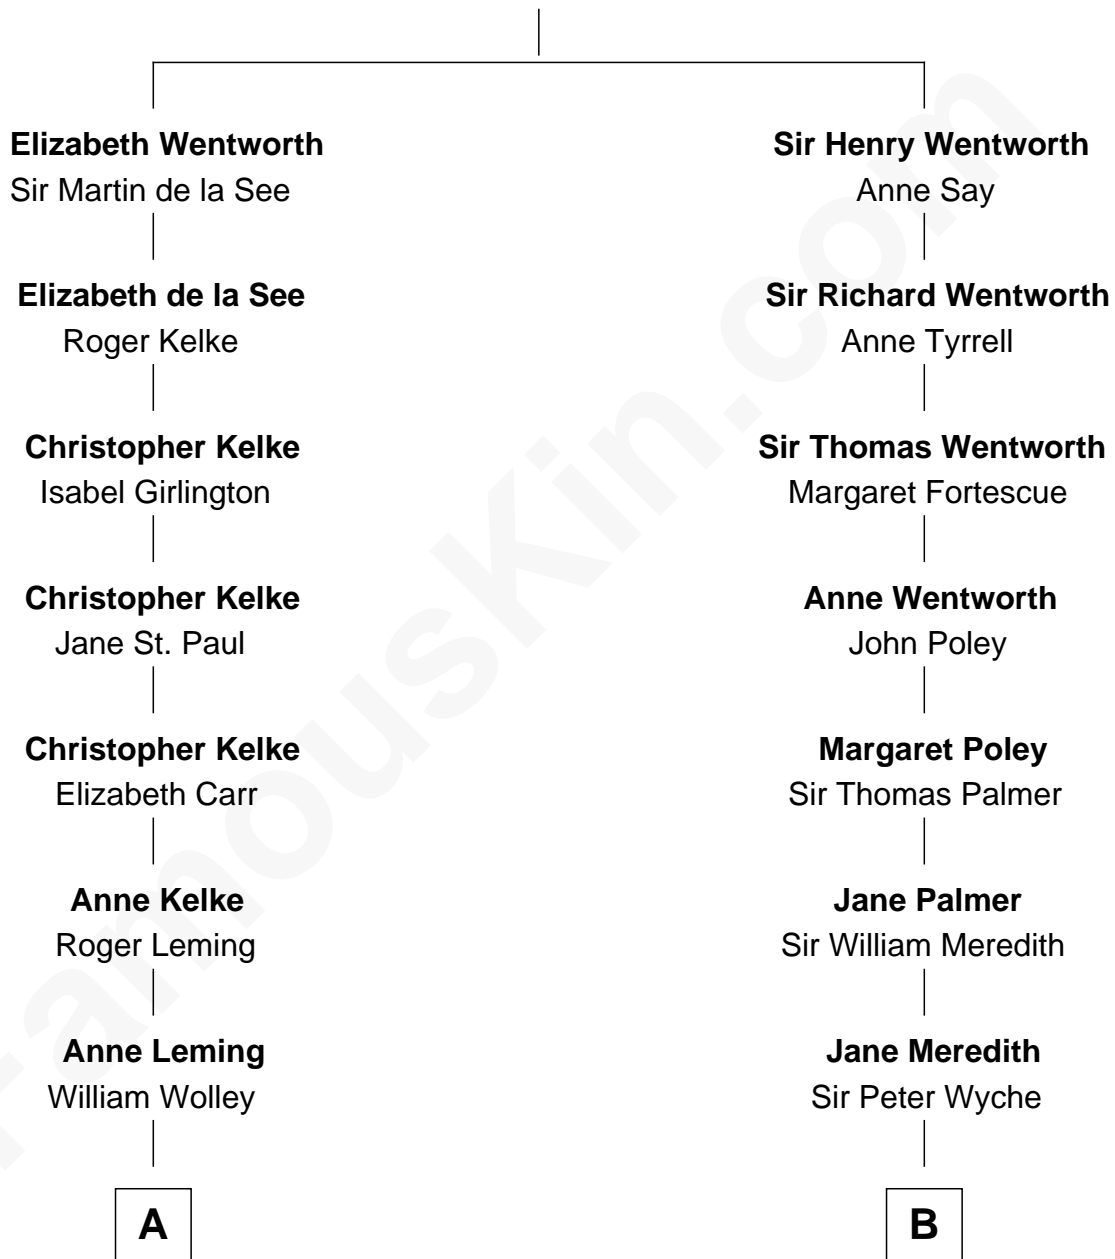 Elizabeth Wentworth
Sir Martin de la See
Elizabeth de la See
Roger Kelke
Christopher Kelke
Isabel Girlington
Christopher Kelke
Jane St. Paul
Christopher Kelke
Elizabeth Carr
Anne Kelke
Roger Leming
Anne Leming
William Wolley
A
Sir Henry Wentworth
Anne Say
Sir Richard Wentworth
Anne Tyrrell
Sir Thomas Wentworth
Margaret Fortescue
Anne Wentworth
John Poley
Margaret Poley
Sir Thomas Palmer
Jane Palmer
Sir William Meredith
Jane Meredith
Sir Peter Wyche
B
FamousKin.com